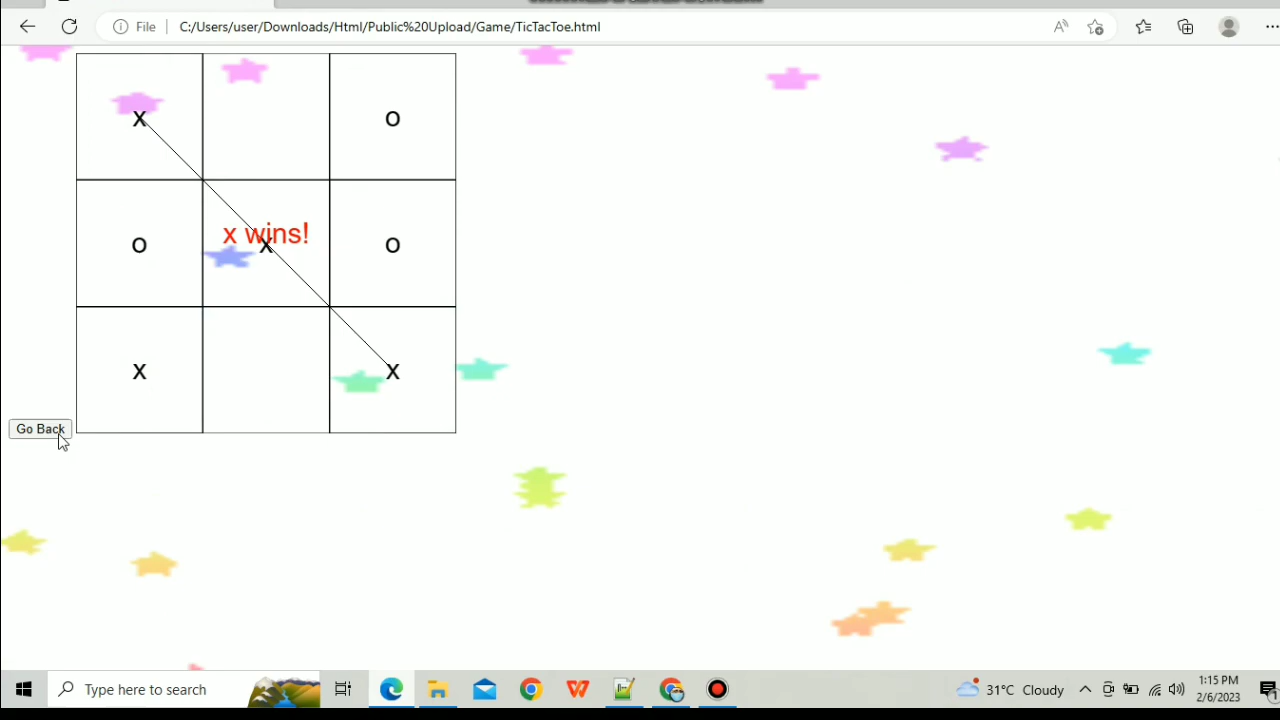 File C:/Users/user/Downloads/Html/Public%20Upload/Game/TicTacToe.html
x o
x wins!
o x o
x x
Go Back
Type here to search
31°C Cloudy
1:15 PM
2/6/2023